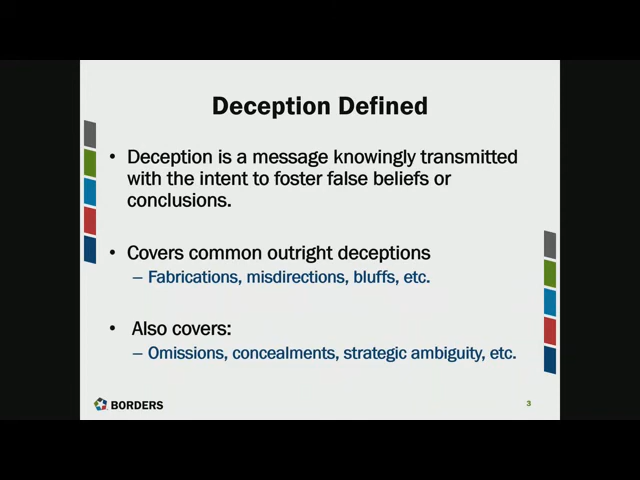 Deception Defined
• Deception is a message knowingly transmitted
with the intent to foster false beliefs or
conclusions.
• Covers common outright deceptions
– Fabrications, misdirections, bluffs, etc.
• Also covers:
– Omissions, concealments, strategic ambiguity, etc.
BORDERS
3